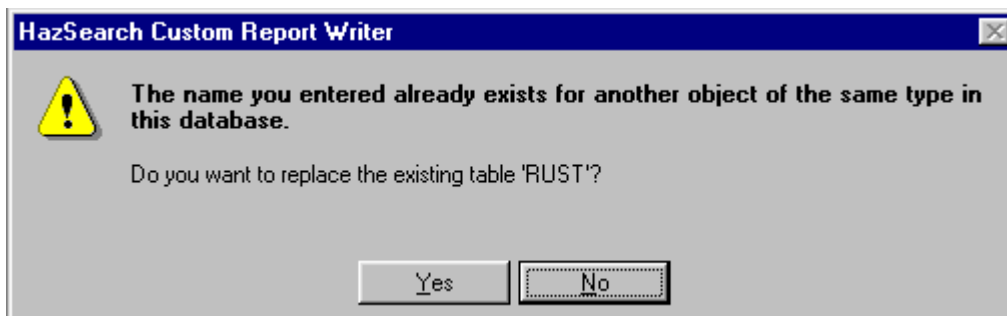 HazSearch Custom Report Writer
The name you entered already exists for another object of the same type in
this database.
Do you want to replace the existing table 'RUST'?
Yes
No